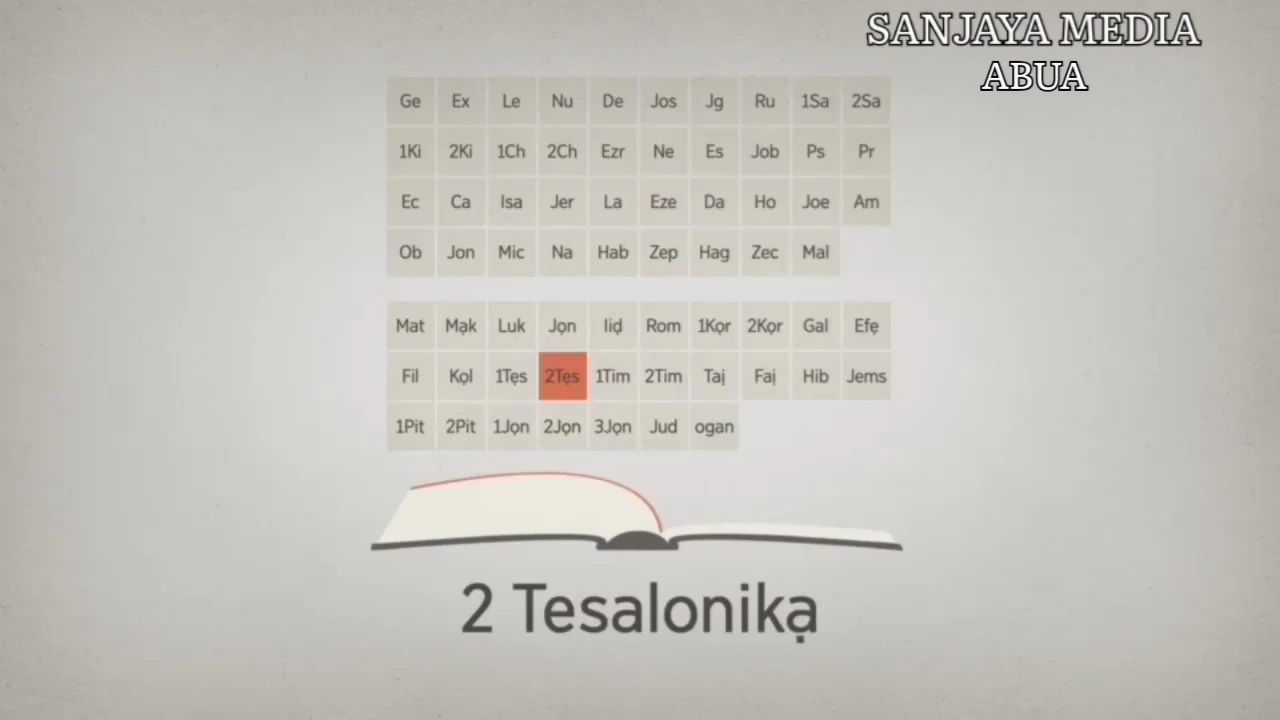 SANJAYA MEDIA
ABUA
Ge Ex Le Nu De Jos Jg Ru 1Sa 2Sa
1Ki 2Ki 1Ch 2Ch Ezr Ne Es Job Ps Pr
Ec Ca Isa Jer La Eze Da Ho Joe Am
Ob Jon Mic Na Hab Zep Hag Zec Mal
Mat Mạk Luk Jọn Iịḍ Rom 1Kọr 2Kọr Gal Efẹ
Fil Kọl 1Tẹs 2Tẹs 1Tim 2Tim Taị Faị Hib Jems
1Pit 2Pit 1Jọn 2Jọn 3Jọn Jud ogan
2 Tesalonikạ